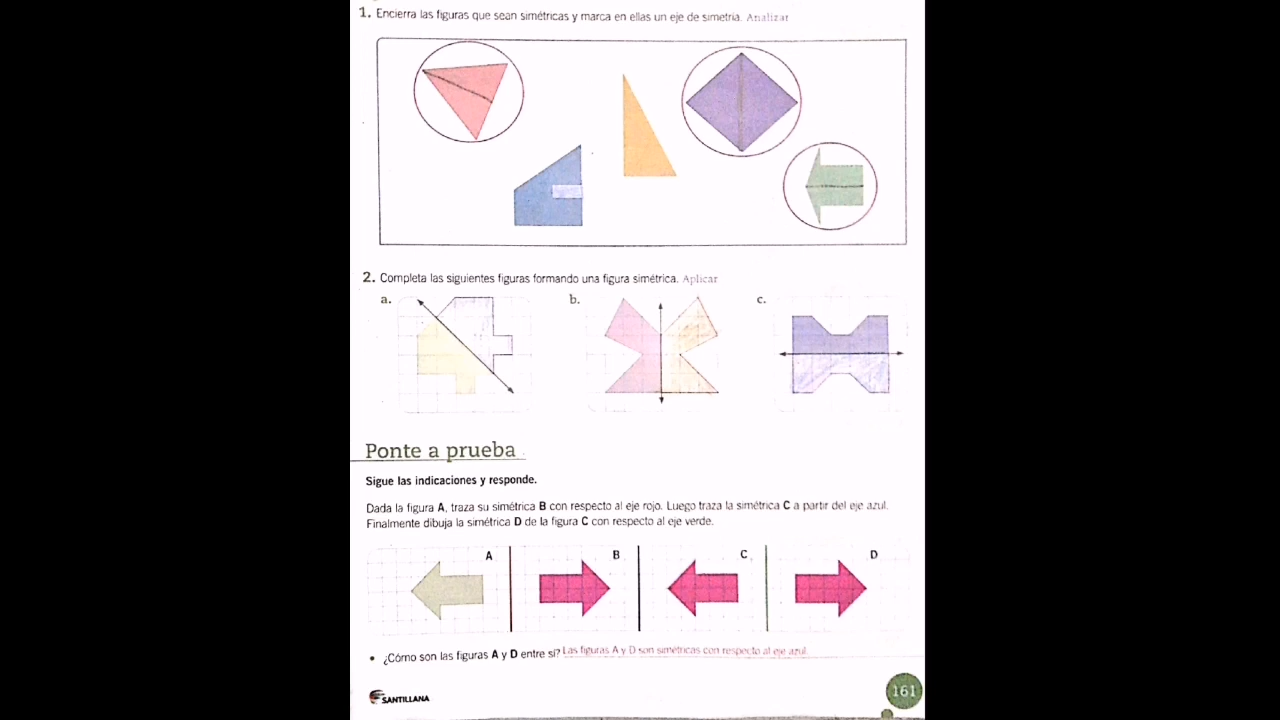 1. Encierra las figuras que sean simétricas y marca en ellas un eje de simetría. Analizar
2. Completa las siguientes figuras formando una figura simétrica. Aplicar
a. b. c.
Ponte a prueba
Sigue las indicaciones y responde.
Dada la figura A, traza su simétrica B con respecto al eje rojo. Luego traza la simétrica C a partir del eje azul.
Finalmente dibuja la simétrica D de la figura C con respecto al eje verde.
A B C D
• ¿Cómo son las figuras A y D entre sí? Las figuras A y D son simétricas con respecto al eje azul.
SANTILLANA
161